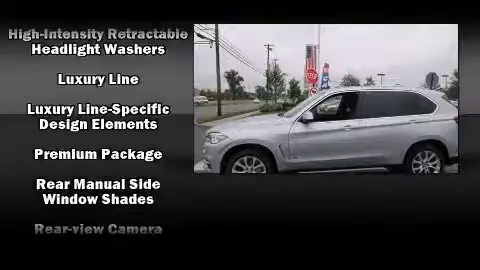 High-Intensity Retractable
Headlight Washers
Luxury Line
Luxury Line-Specific
Design Elements
Premium Package
Rear Manual Side
Window Shades
Rear-view Camera